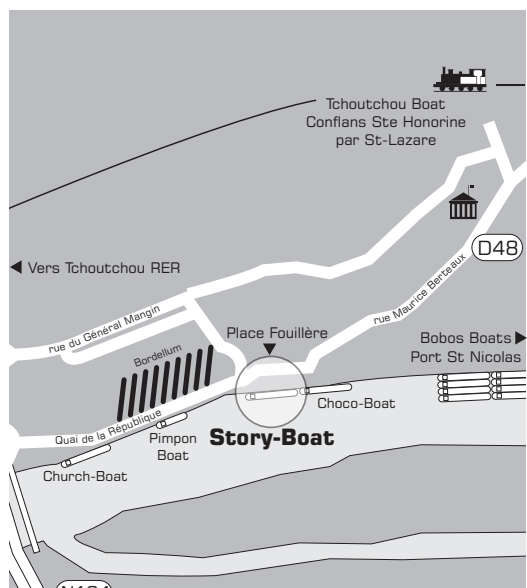 Tchoutchou Boat
Conflans Ste Honorine
par St-Lazare
D48
Vers Tchoutchou RER
rue Maurice Berteaux
rue du Général Mangin
Place Fouillère
Bobos Boats
Port St Nicolas
Bordellum
Choco-Boat
Quai de la République
Pimpon
Boat
Story-Boat
Church-Boat